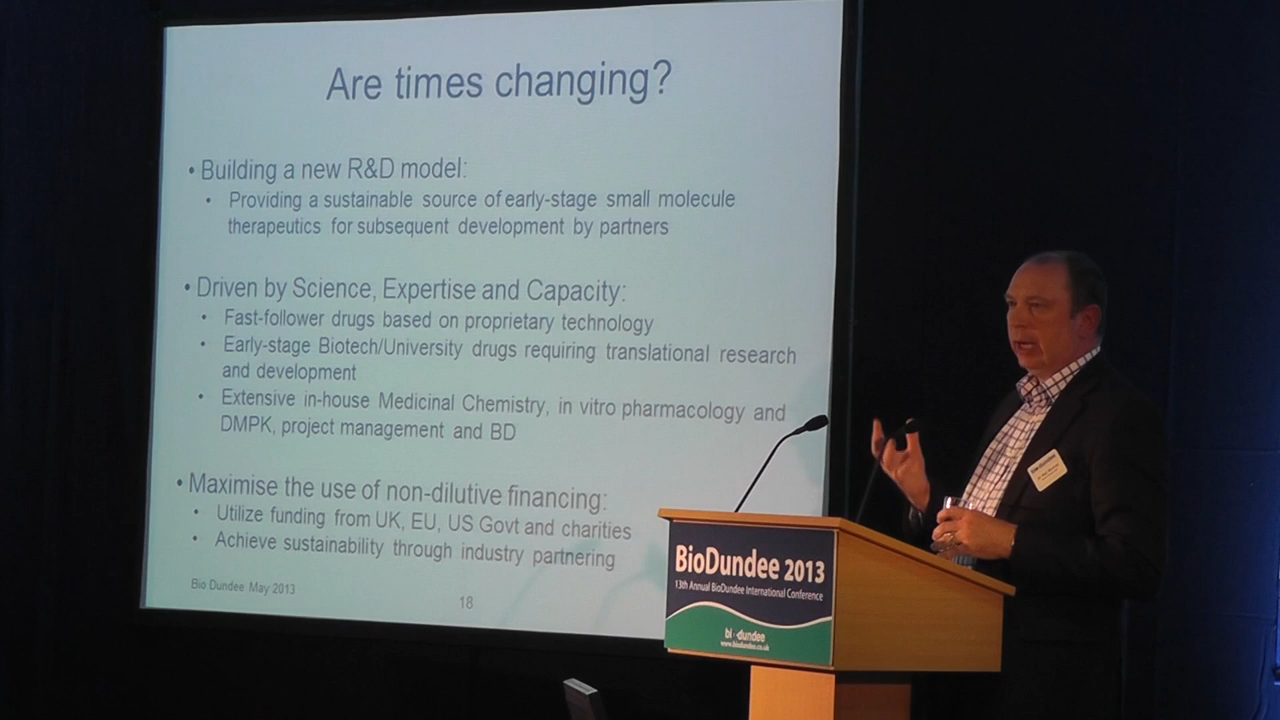 Are times changing?
• Building a new R&D model:
• Providing a sustainable source of early-stage small molecule
therapeutics for subsequent development by partners
• Driven by Science, Expertise and Capacity:
• Fast-follower drugs based on proprietary technology
• Early-stage Biotech/University drugs requiring translational research
and development
• Extensive in-house Medicinal Chemistry, in vitro pharmacology and
DMPK, project management and BD
• Maximise the use of non-dilutive financing:
• Utilize funding from UK, EU, US Govt and charities
• Achieve sustainability through industry partnering
Bio Dundee May 2013
18
BioDundee 2013
13th Annual BioDundee International Conference
bio-dundee
www.biodundee.co.uk